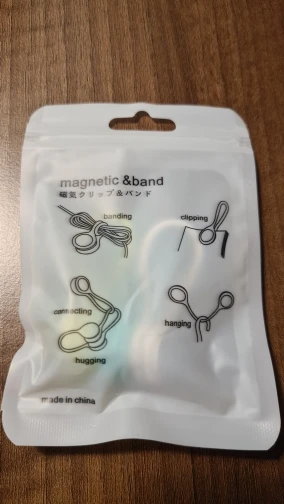 magnetic &band
磁気クリップ&バンド
banding
clipping
connecting
hanging
hugging
made in china